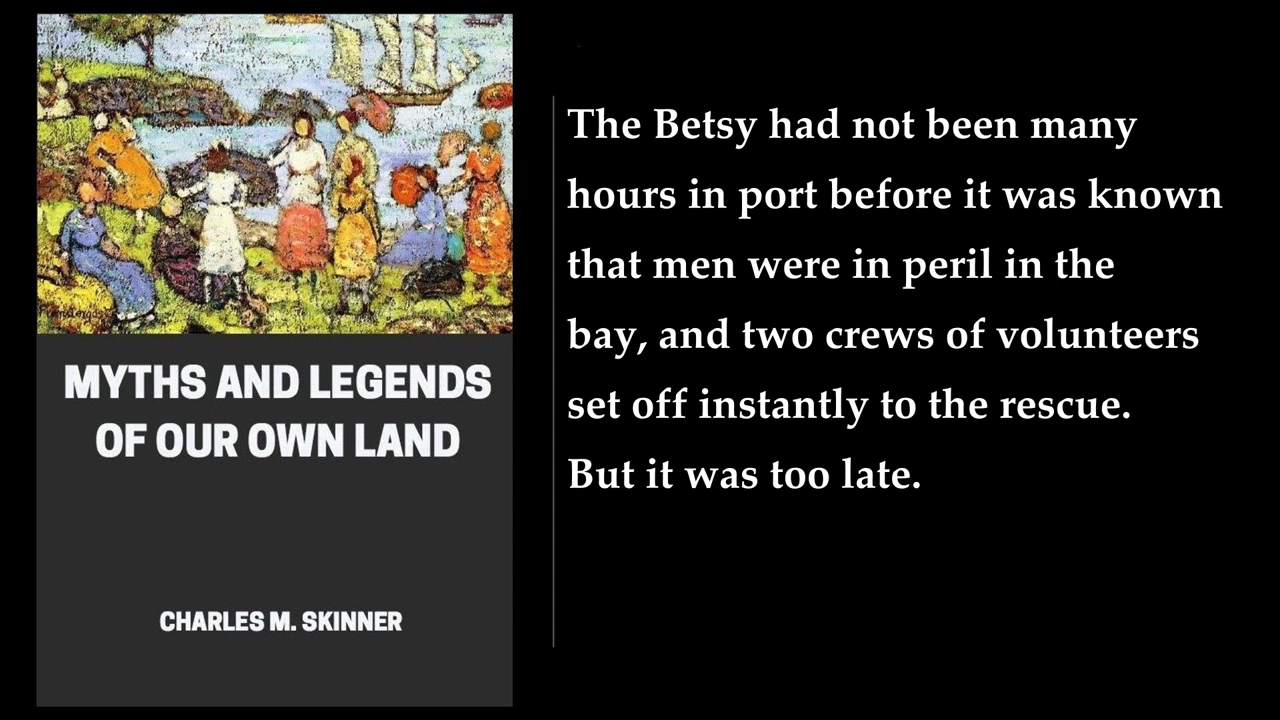 MYTHS AND LEGENDS
OF OUR OWN LAND
CHARLES M. SKINNER
The Betsy had not been many
hours in port before it was known
that men were in peril in the
bay, and two crews of volunteers
set off instantly to the rescue.
But it was too late.